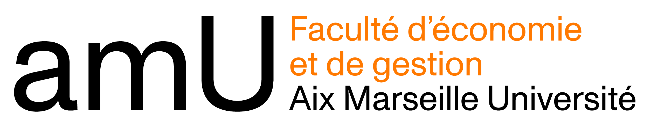 amU
Faculté d'économie
et de gestion
Aix Marseille Université